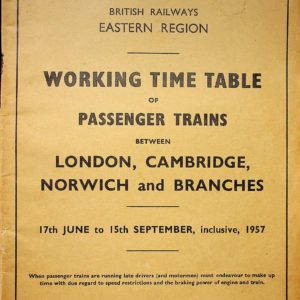 BRITISH RAILWAYS
EASTERN REGION
WORKING TIME TABLE
OF
PASSENGER TRAINS
BETWEEN
LONDON, CAMBRIDGE,
NORWICH and BRANCHES
17th JUNE to 15th SEPTEMBER, inclusive, 1957
When passenger trains are running late drivers (and motormen) must endeavour to make up
time with due regard to speed restrictions and the braking power of engine and train.